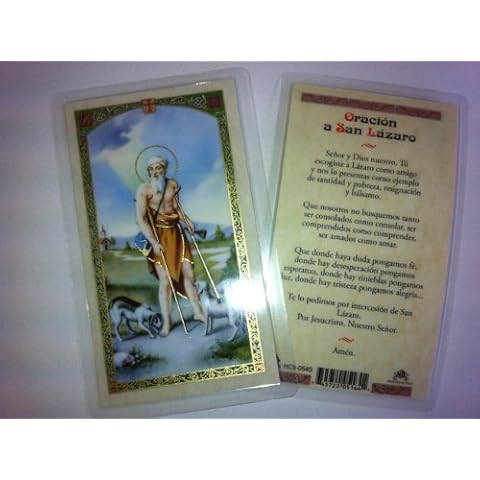 Oración
a San Lázaro
Señor y Dios nuestro, Tú
escogiste a Lázaro como amigo
y nos lo presentas como ejemplo
de santidad y pobreza, resignación
y bálsamo.
Que nosotros no busquemos tanto
ser consolados como consolar, ser
comprendidos como comprender,
ser amados como amar.
Que donde haya duda pongamos fé,
donde hay desesperación pongamos
esperanza, donde hay tinieblas pongamos
luz, donde hay tristeza pongamos alegría...
Te lo pedimos por intercesión de San
Lázaro.
Por Jesucristo, Nuestro Señor.
Amén.